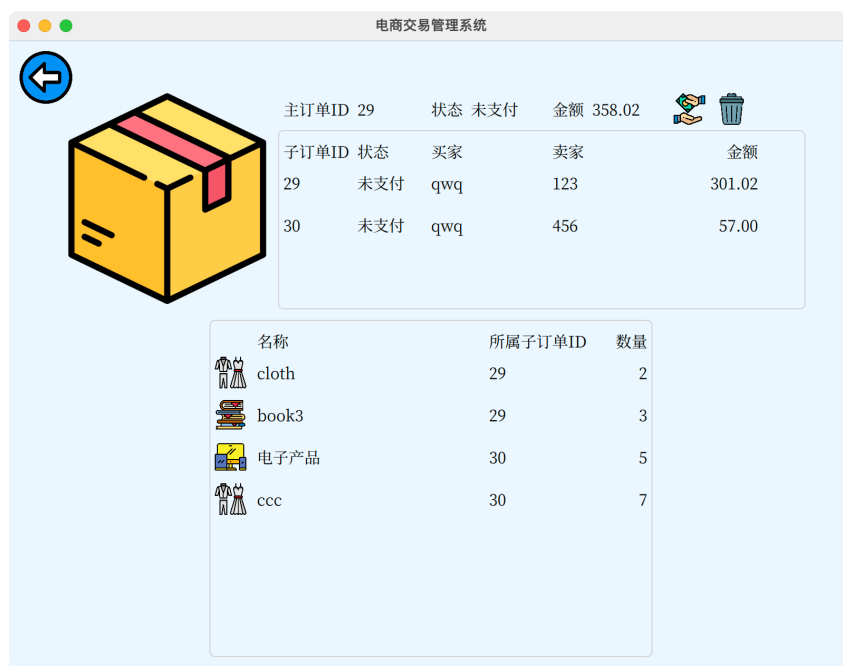 电商交易管理系统
主订单ID 29 状态 未支付 金额 358.02
子订单ID 状态 买家 卖家 金额
29 未支付 qwq 123 301.02
30 未支付 qwq 456 57.00
名称 所属子订单ID 数量
cloth 29 2
book3 29 3
电子产品 30 5
ccc 30 7